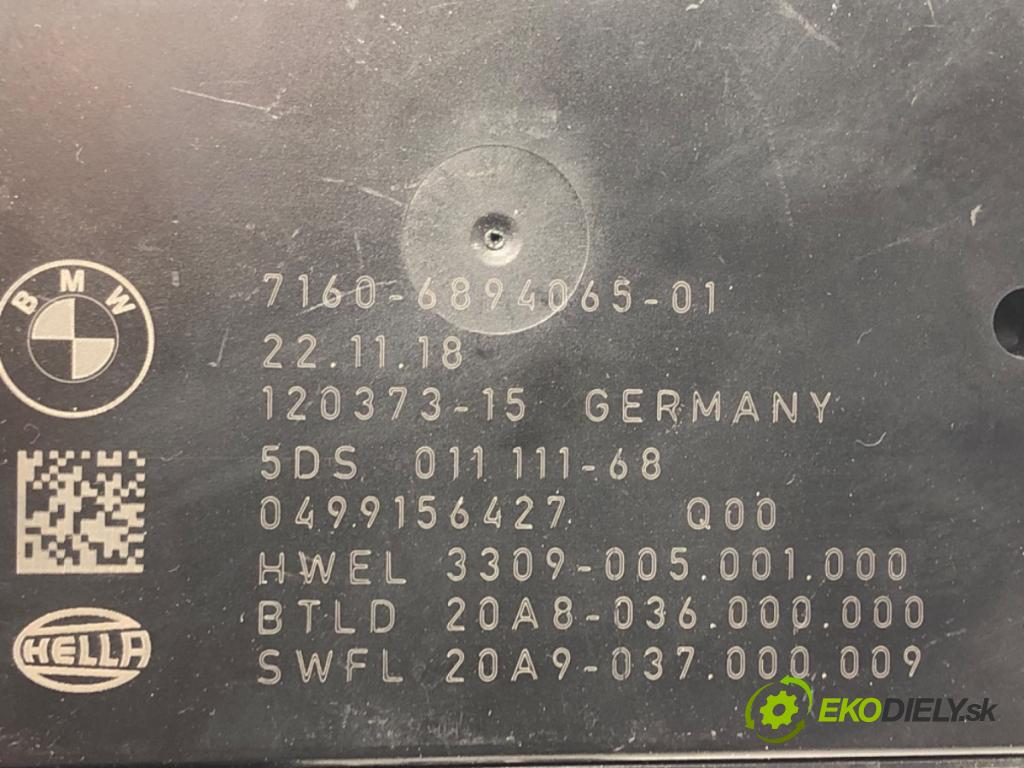 BMW
7160-6894065-01
22.11.18
120373-15 GERMANY
5DS 011 111-68
0499156427 Q00
HWEL 3309-005.001.000
BTLD 20A8-036.000.000
HELLA
SWFL 20A9-037.000.009
EKODIELY.sk